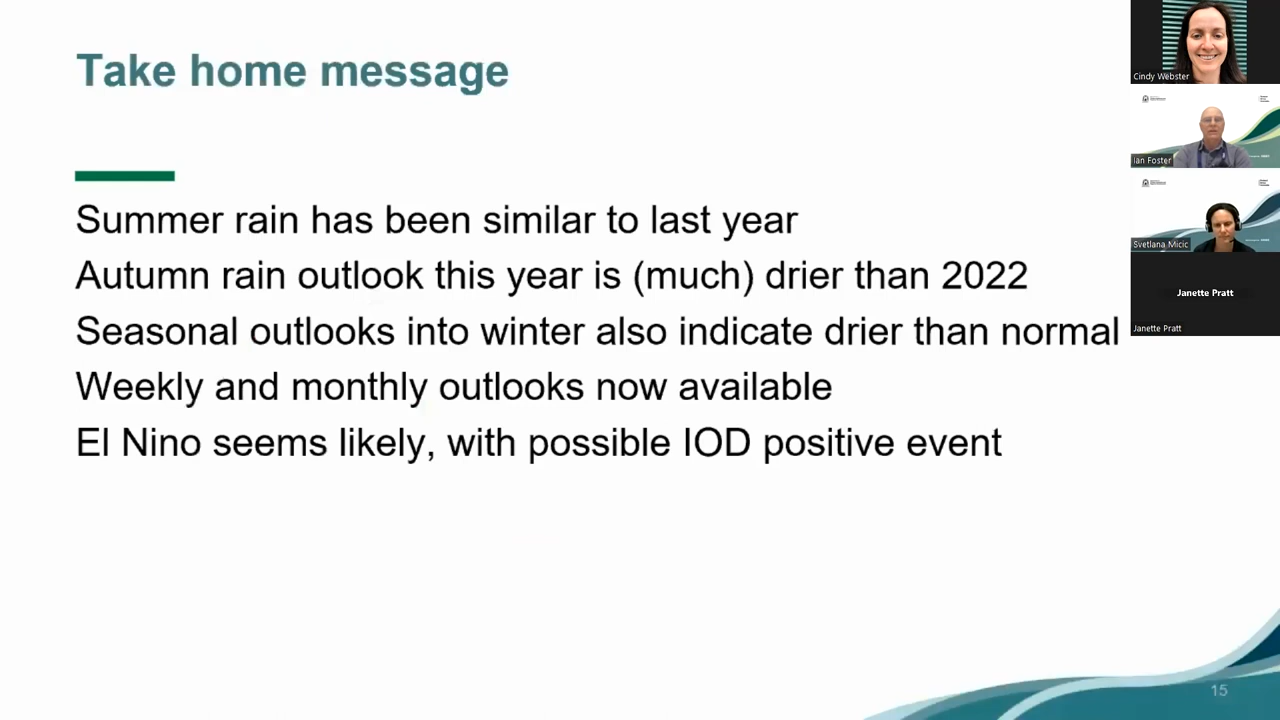 Take home message
Summer rain has been similar to last year
Autumn rain outlook this year is (much) drier than 2022
Seasonal outlooks into winter also indicate drier than normal
Weekly and monthly outlooks now available
El Nino seems likely, with possible IOD positive event
15
Cindy Webster
Ian Foster
Svetlana Micic
Janette Pratt
Janette Pratt